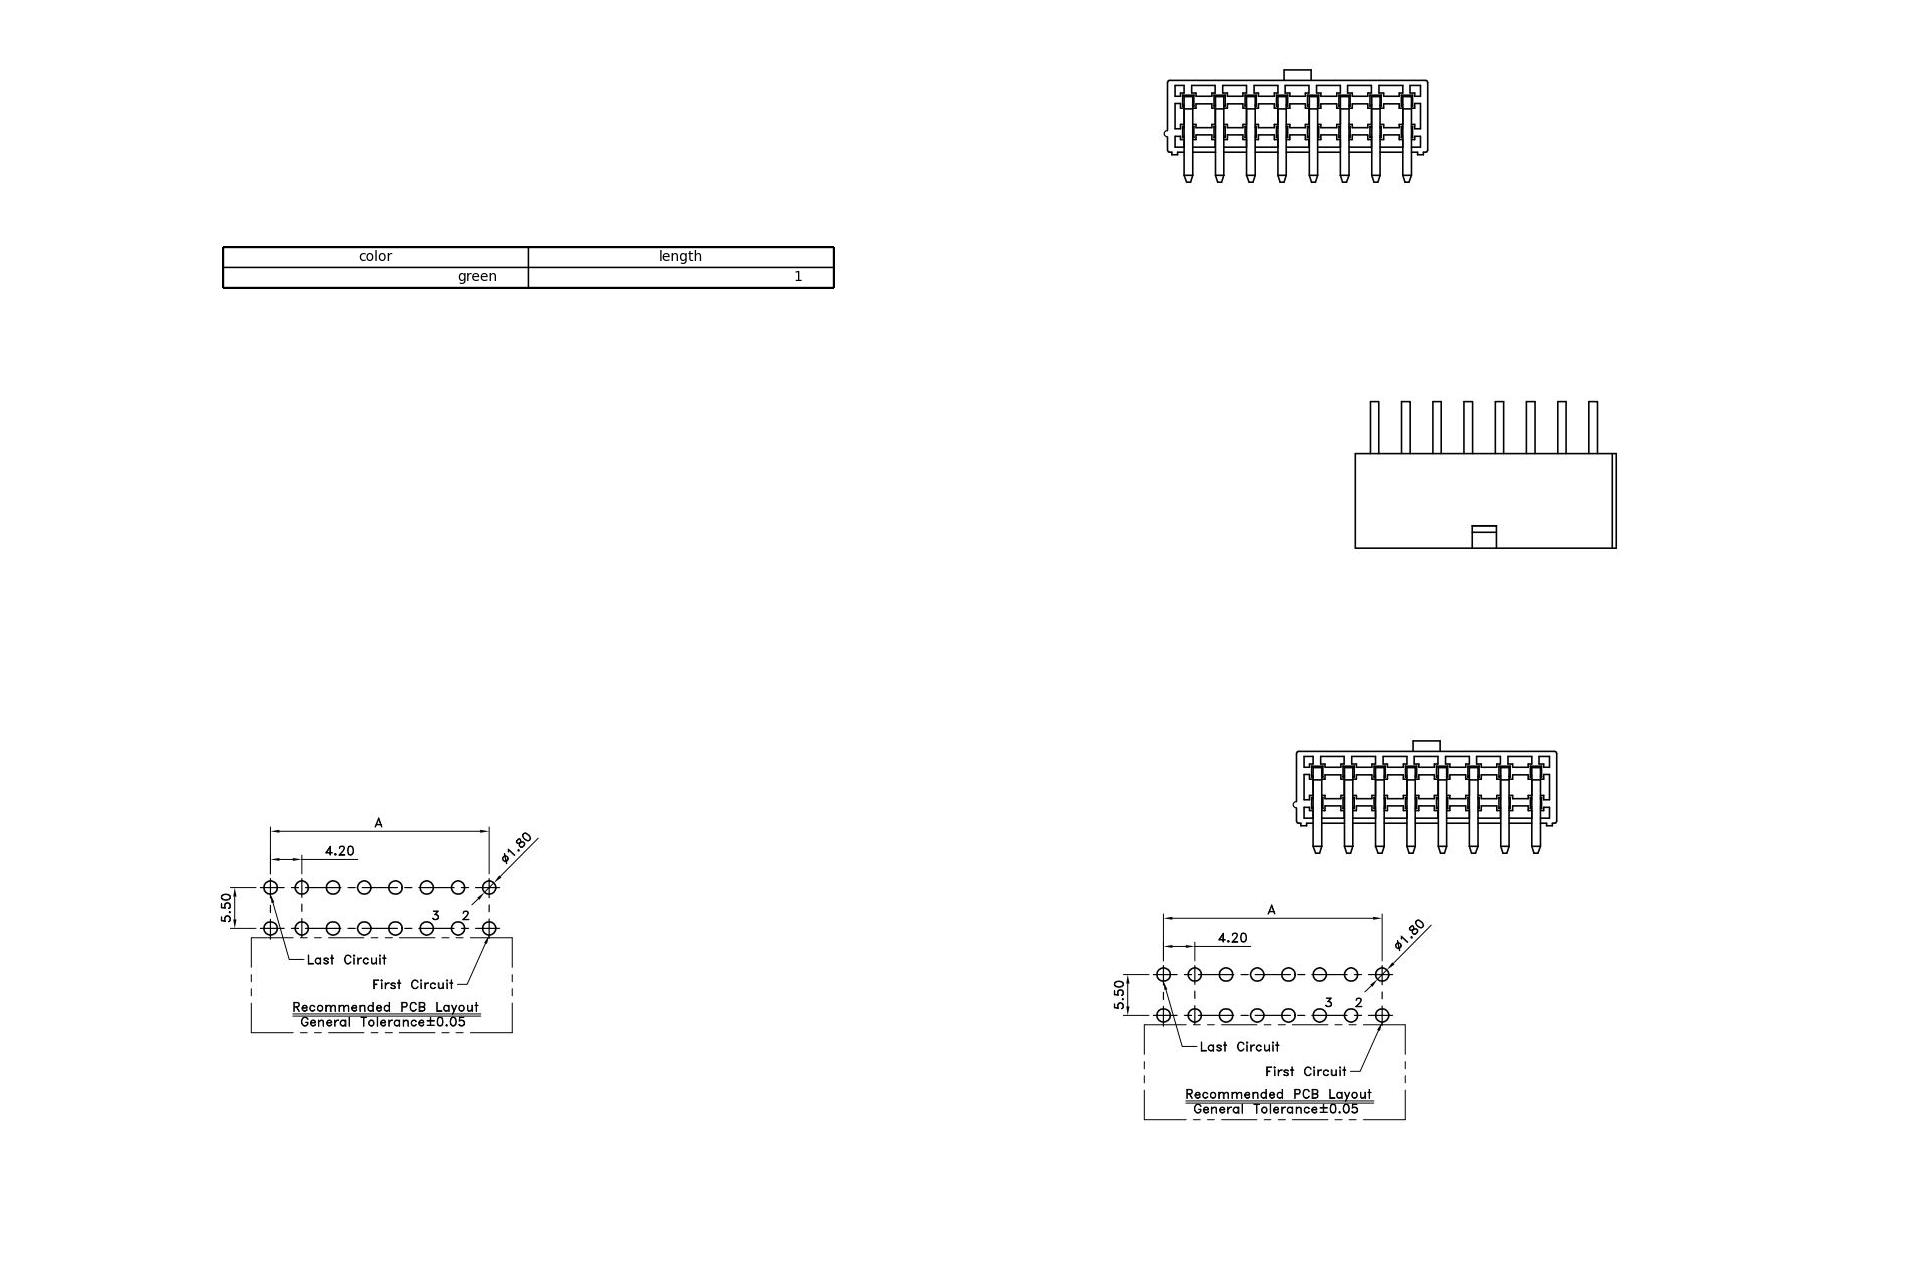 color length
green 1
A
4.20
ø1.80
5.50
3 2
Last Circuit
First Circuit
Recommended PCB Layout
General Tolerance±0.05
A
4.20
ø1.80
5.50
3 2
Last Circuit
First Circuit
Recommended PCB Layout
General Tolerance±0.05